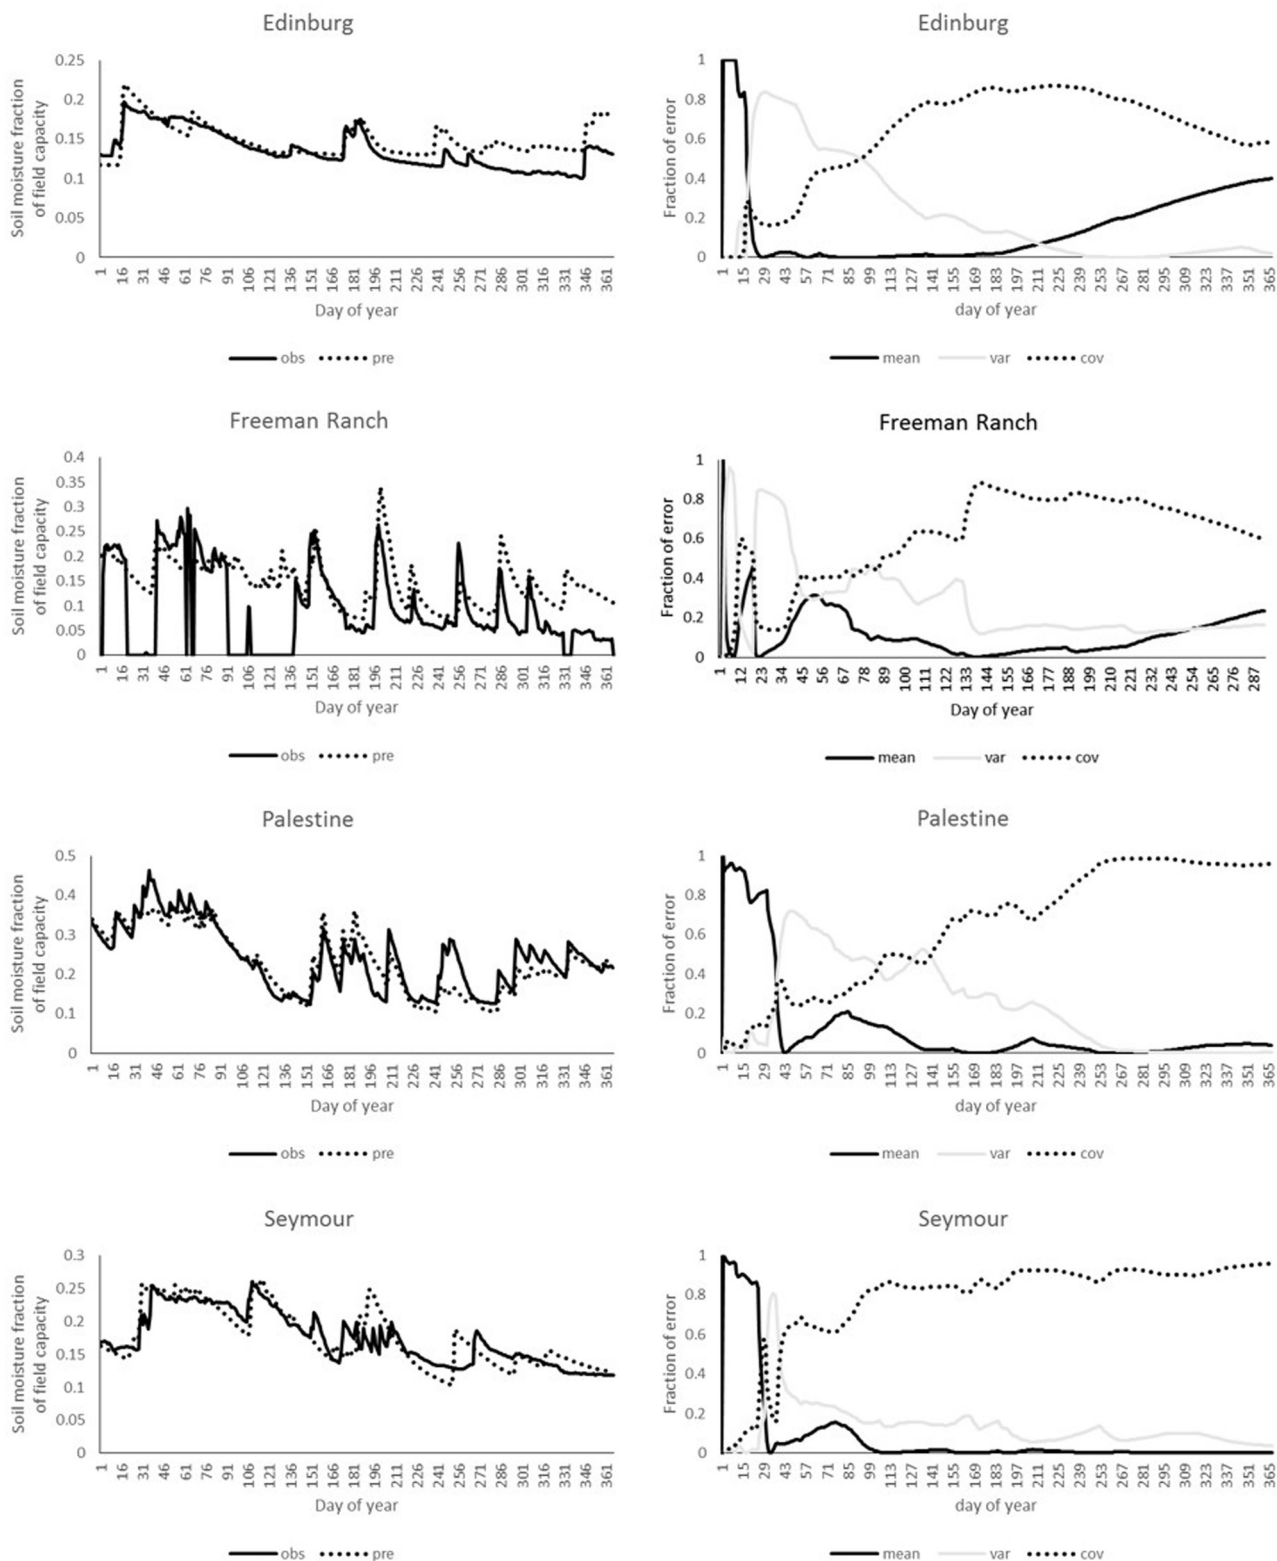 Edinburg
Soil moisture fraction
of field capacity
0.25
0.2
0.15
0.1
0.05
0
1 16 31 46 61 76 91 106 121 136 151 166 181 196 211 226 241 256 271 286 301 316 331 346 361
Day of year
obs pre
Edinburg
Fraction of error
1
0.8
0.6
0.4
0.2
0
1 15 29 43 57 71 85 99 113 127 141 155 169 183 197 211 225 239 253 267 281 295 309 323 337 351 365
day of year
mean var cov
Freeman Ranch
Soil moisture fraction
of field capacity
0.4
0.35
0.3
0.25
0.2
0.15
0.1
0.05
0
1 16 31 46 61 76 91 106 121 136 151 166 181 196 211 226 241 256 271 286 301 316 331 346 361
Day of year
obs pre
Freeman Ranch
Fraction of error
1
0.8
0.6
0.4
0.2
0
1 12 23 34 45 56 67 78 89 100 111 122 133 144 155 166 177 188 199 210 221 232 243 254 265 276 287
Day of year
mean var cov
Palestine
Soil moisture fraction
of field capacity
0.5
0.4
0.3
0.2
0.1
0
1 16 31 46 61 76 91 106 121 136 151 166 181 196 211 226 241 256 271 286 301 316 331 346 361
Day of year
obs pre
Palestine
Fraction of error
1
0.8
0.6
0.4
0.2
0
1 15 29 43 57 71 85 99 113 127 141 155 169 183 197 211 225 239 253 267 281 295 309 323 337 351 365
day of year
mean var cov
Seymour
Soil moisture fraction
of field capacity
0.3
0.25
0.2
0.15
0.1
0.05
0
1 16 31 46 61 76 91 106 121 136 151 166 181 196 211 226 241 256 271 286 301 316 331 346 361
Day of year
obs pre
Seymour
Fraction of error
1
0.8
0.6
0.4
0.2
0
1 15 29 43 57 71 85 99 113 127 141 155 169 183 197 211 225 239 253 267 281 295 309 323 337 351 365
day of year
mean var cov